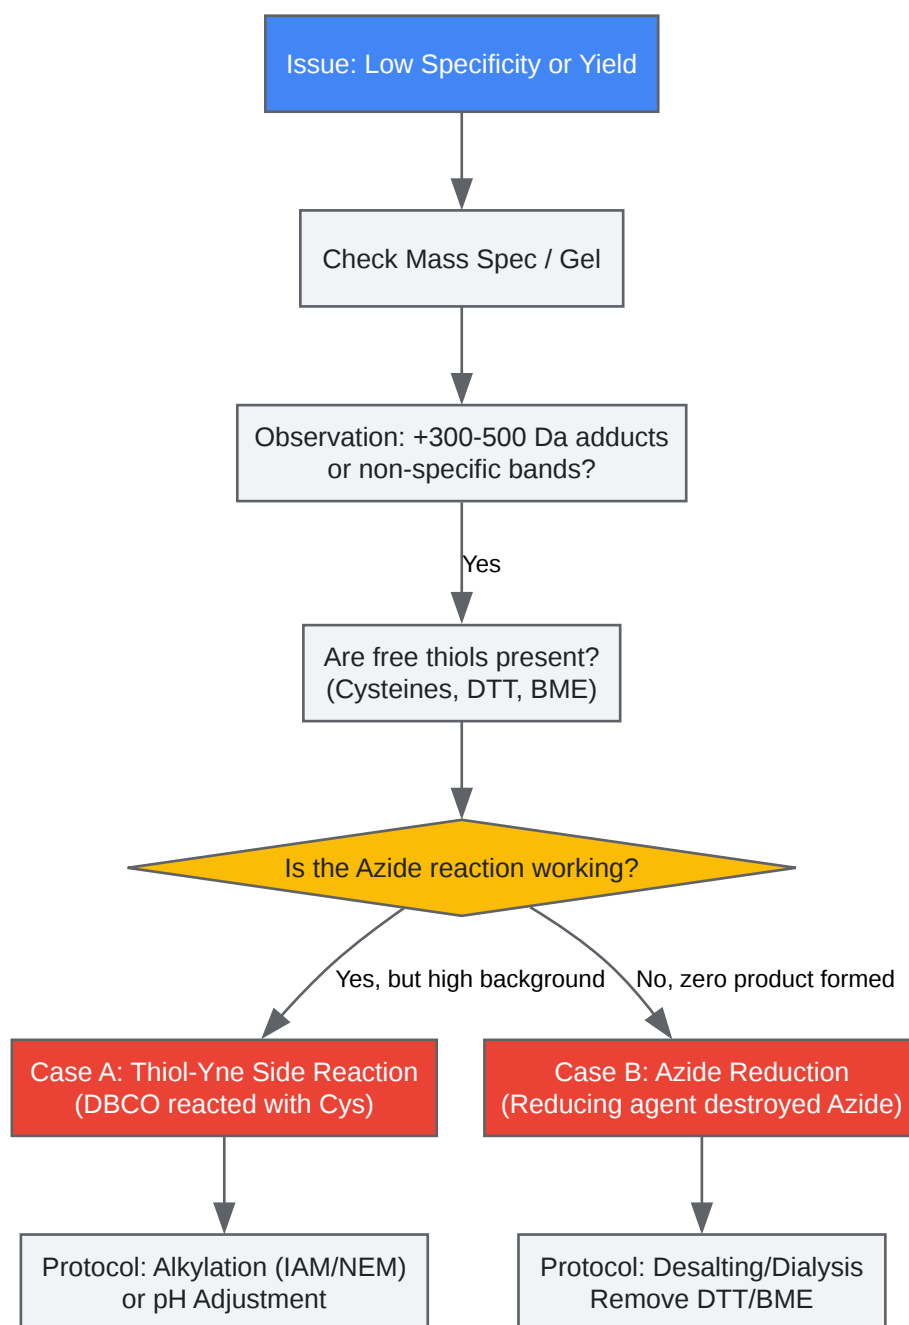 Issue: Low Specificity or Yield
Check Mass Spec / Gel
Observation: +300-500 Da adducts
or non-specific bands?
Yes
Are free thiols present?
(Cysteines, DTT, BME)
Is the Azide reaction working?
Yes, but high background
No, zero product formed
Case A: Thiol-Yne Side Reaction
(DBCO reacted with Cys)
Case B: Azide Reduction
(Reducing agent destroyed Azide)
Protocol: Alkylation (IAM/NEM)
or pH Adjustment
Protocol: Desalting/Dialysis
Remove DTT/BME